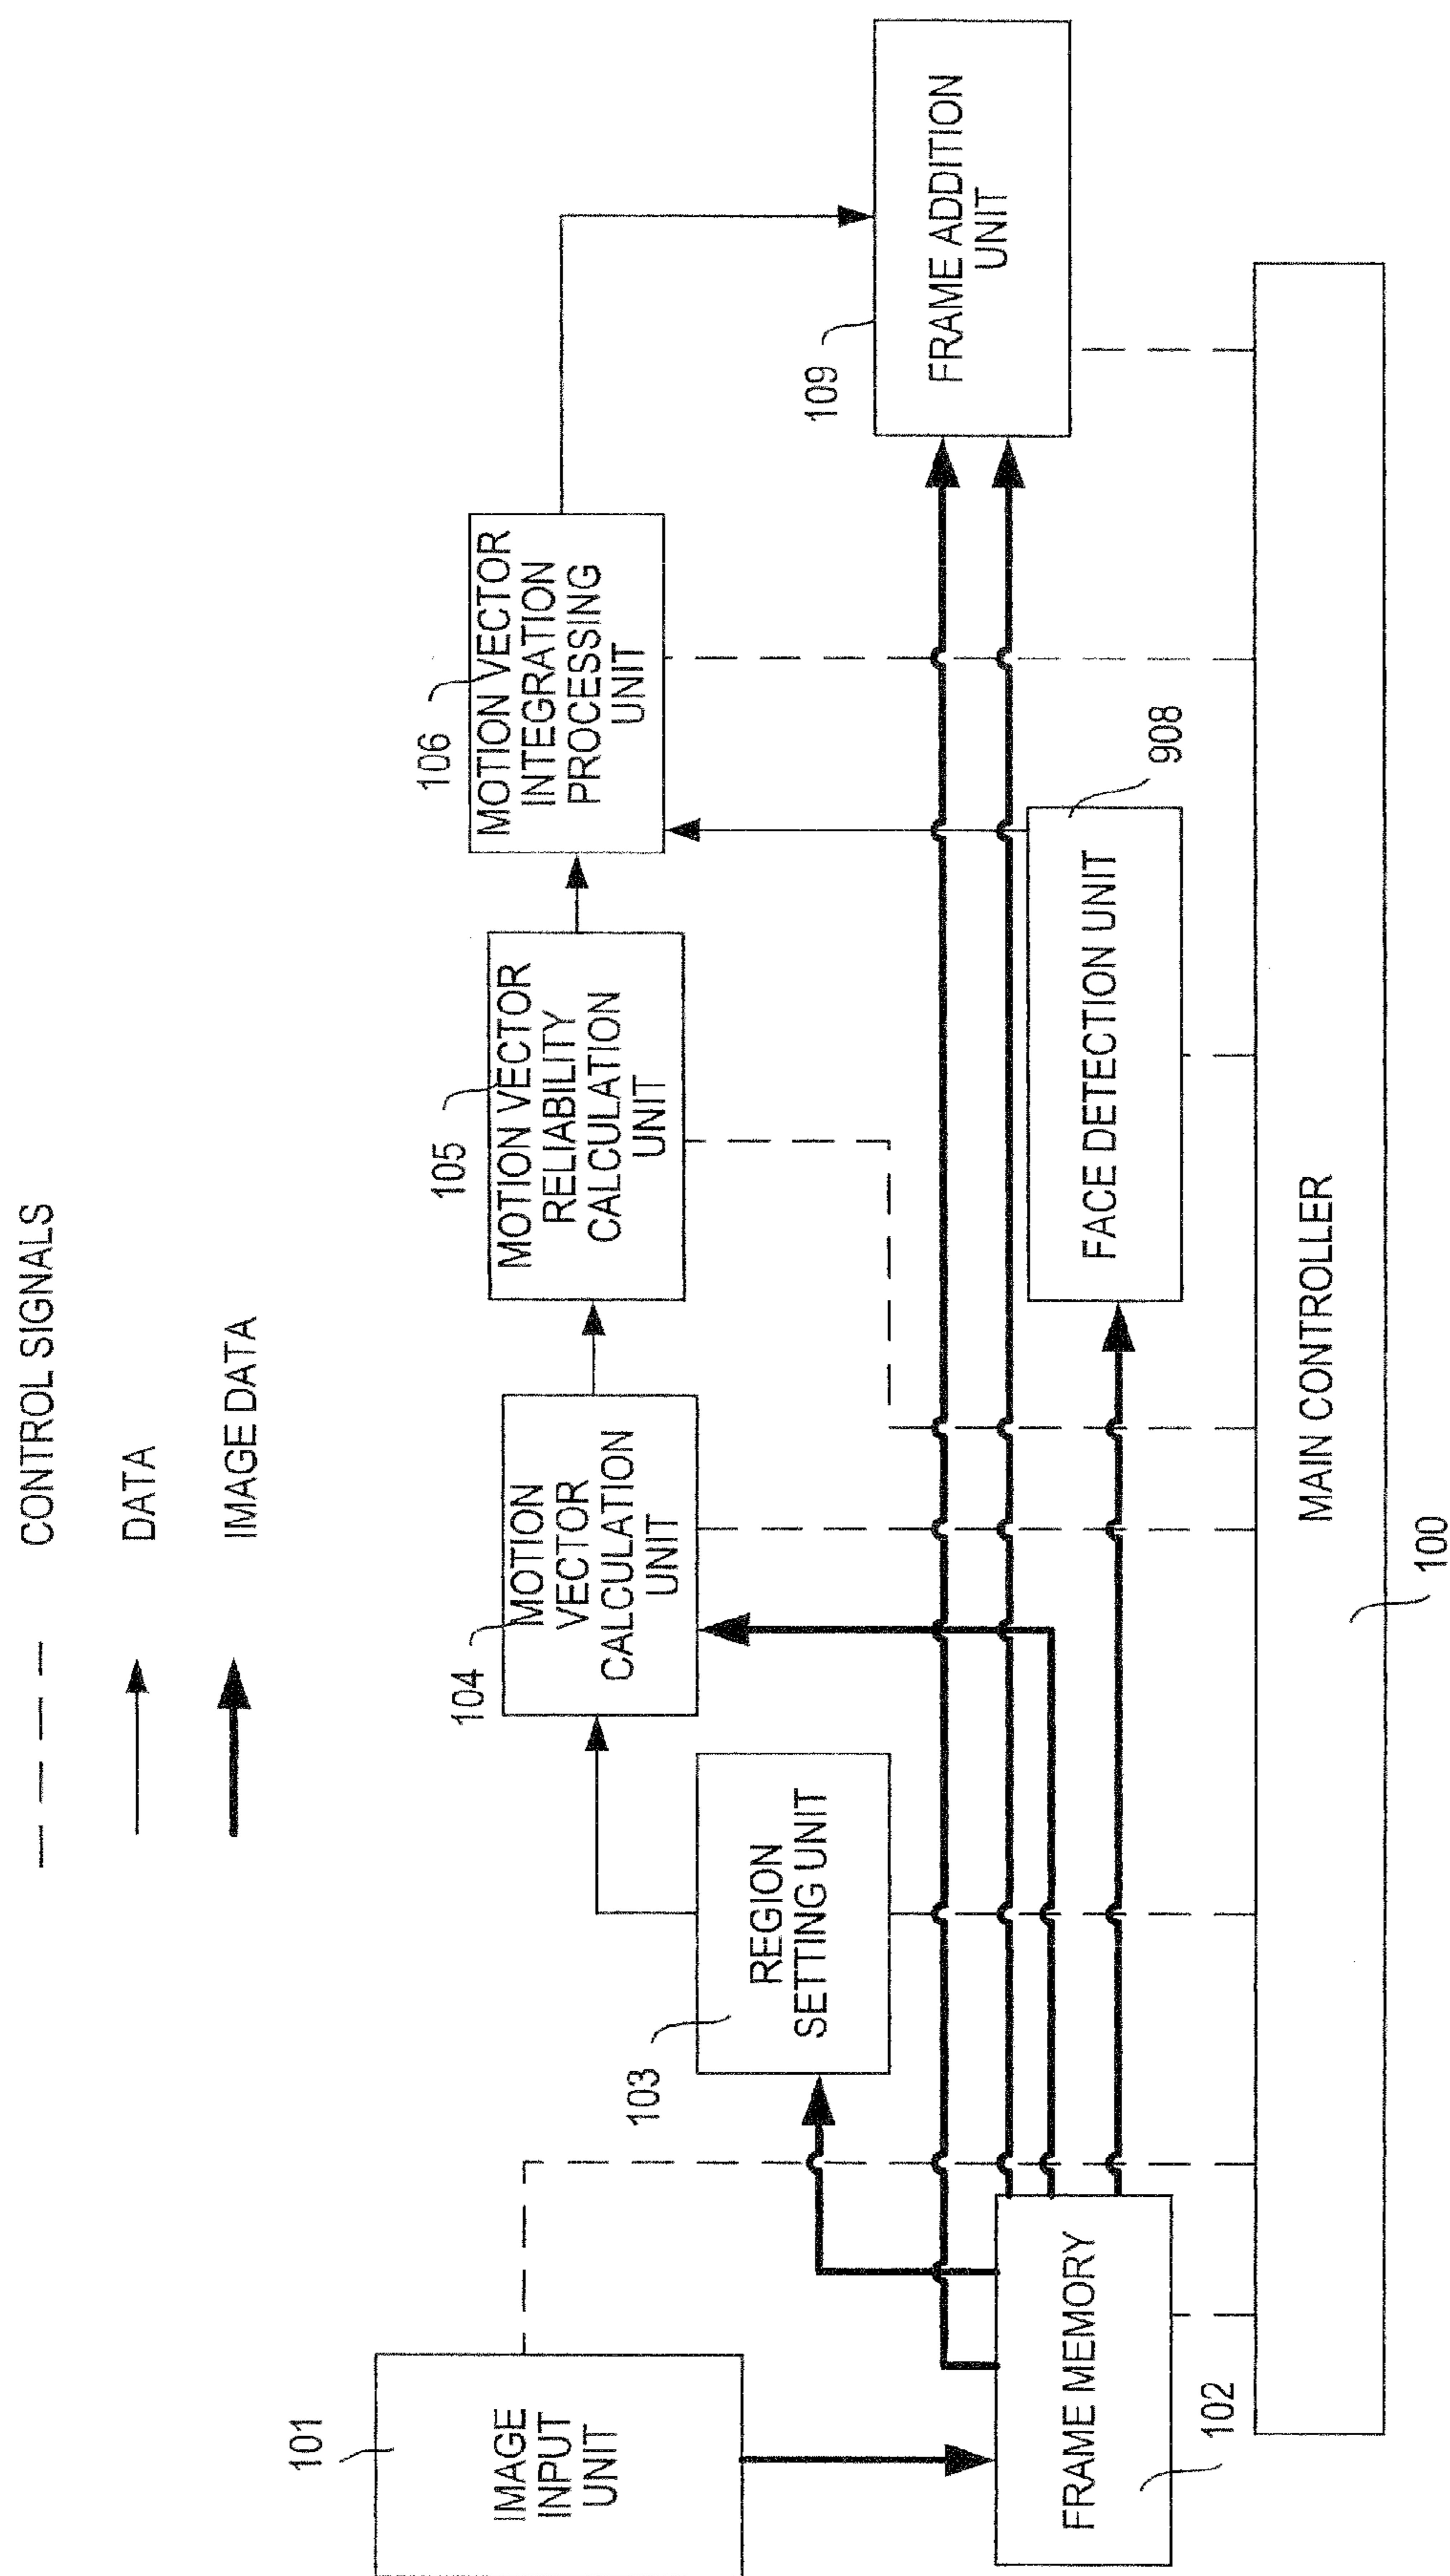 CONTROL SIGNALS
DATA
IMAGE DATA
101
IMAGE
INPUT
UNIT
102
FRAME MEMORY
103
REGION
SETTING UNIT
104
MOTION
VECTOR
CALCULATION
UNIT
105
MOTION VECTOR
RELIABILITY
CALCULATION
UNIT
106
MOTION VECTOR
INTEGRATION
PROCESSING
UNIT
908
FACE DETECTION UNIT
109
FRAME ADDITION
UNIT
MAIN CONTROLLER
100